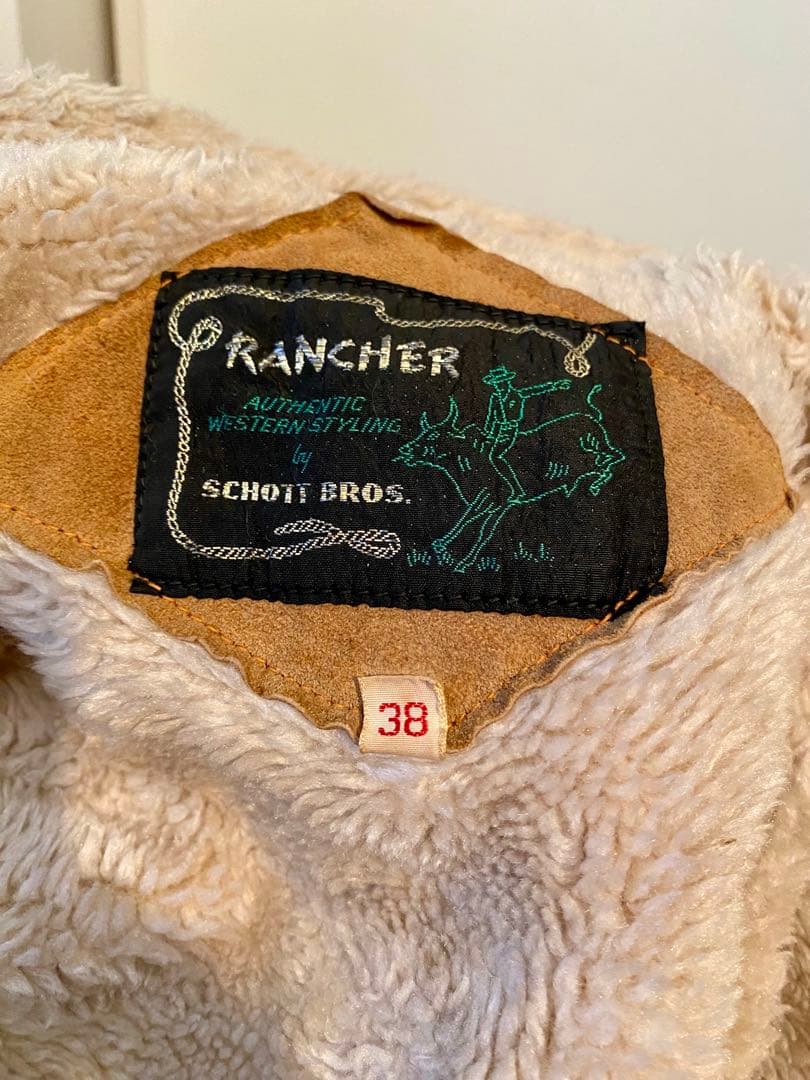 RANCHER
AUTHENTIC
WESTERN STYLING
by
SCHOTT BROS.
38